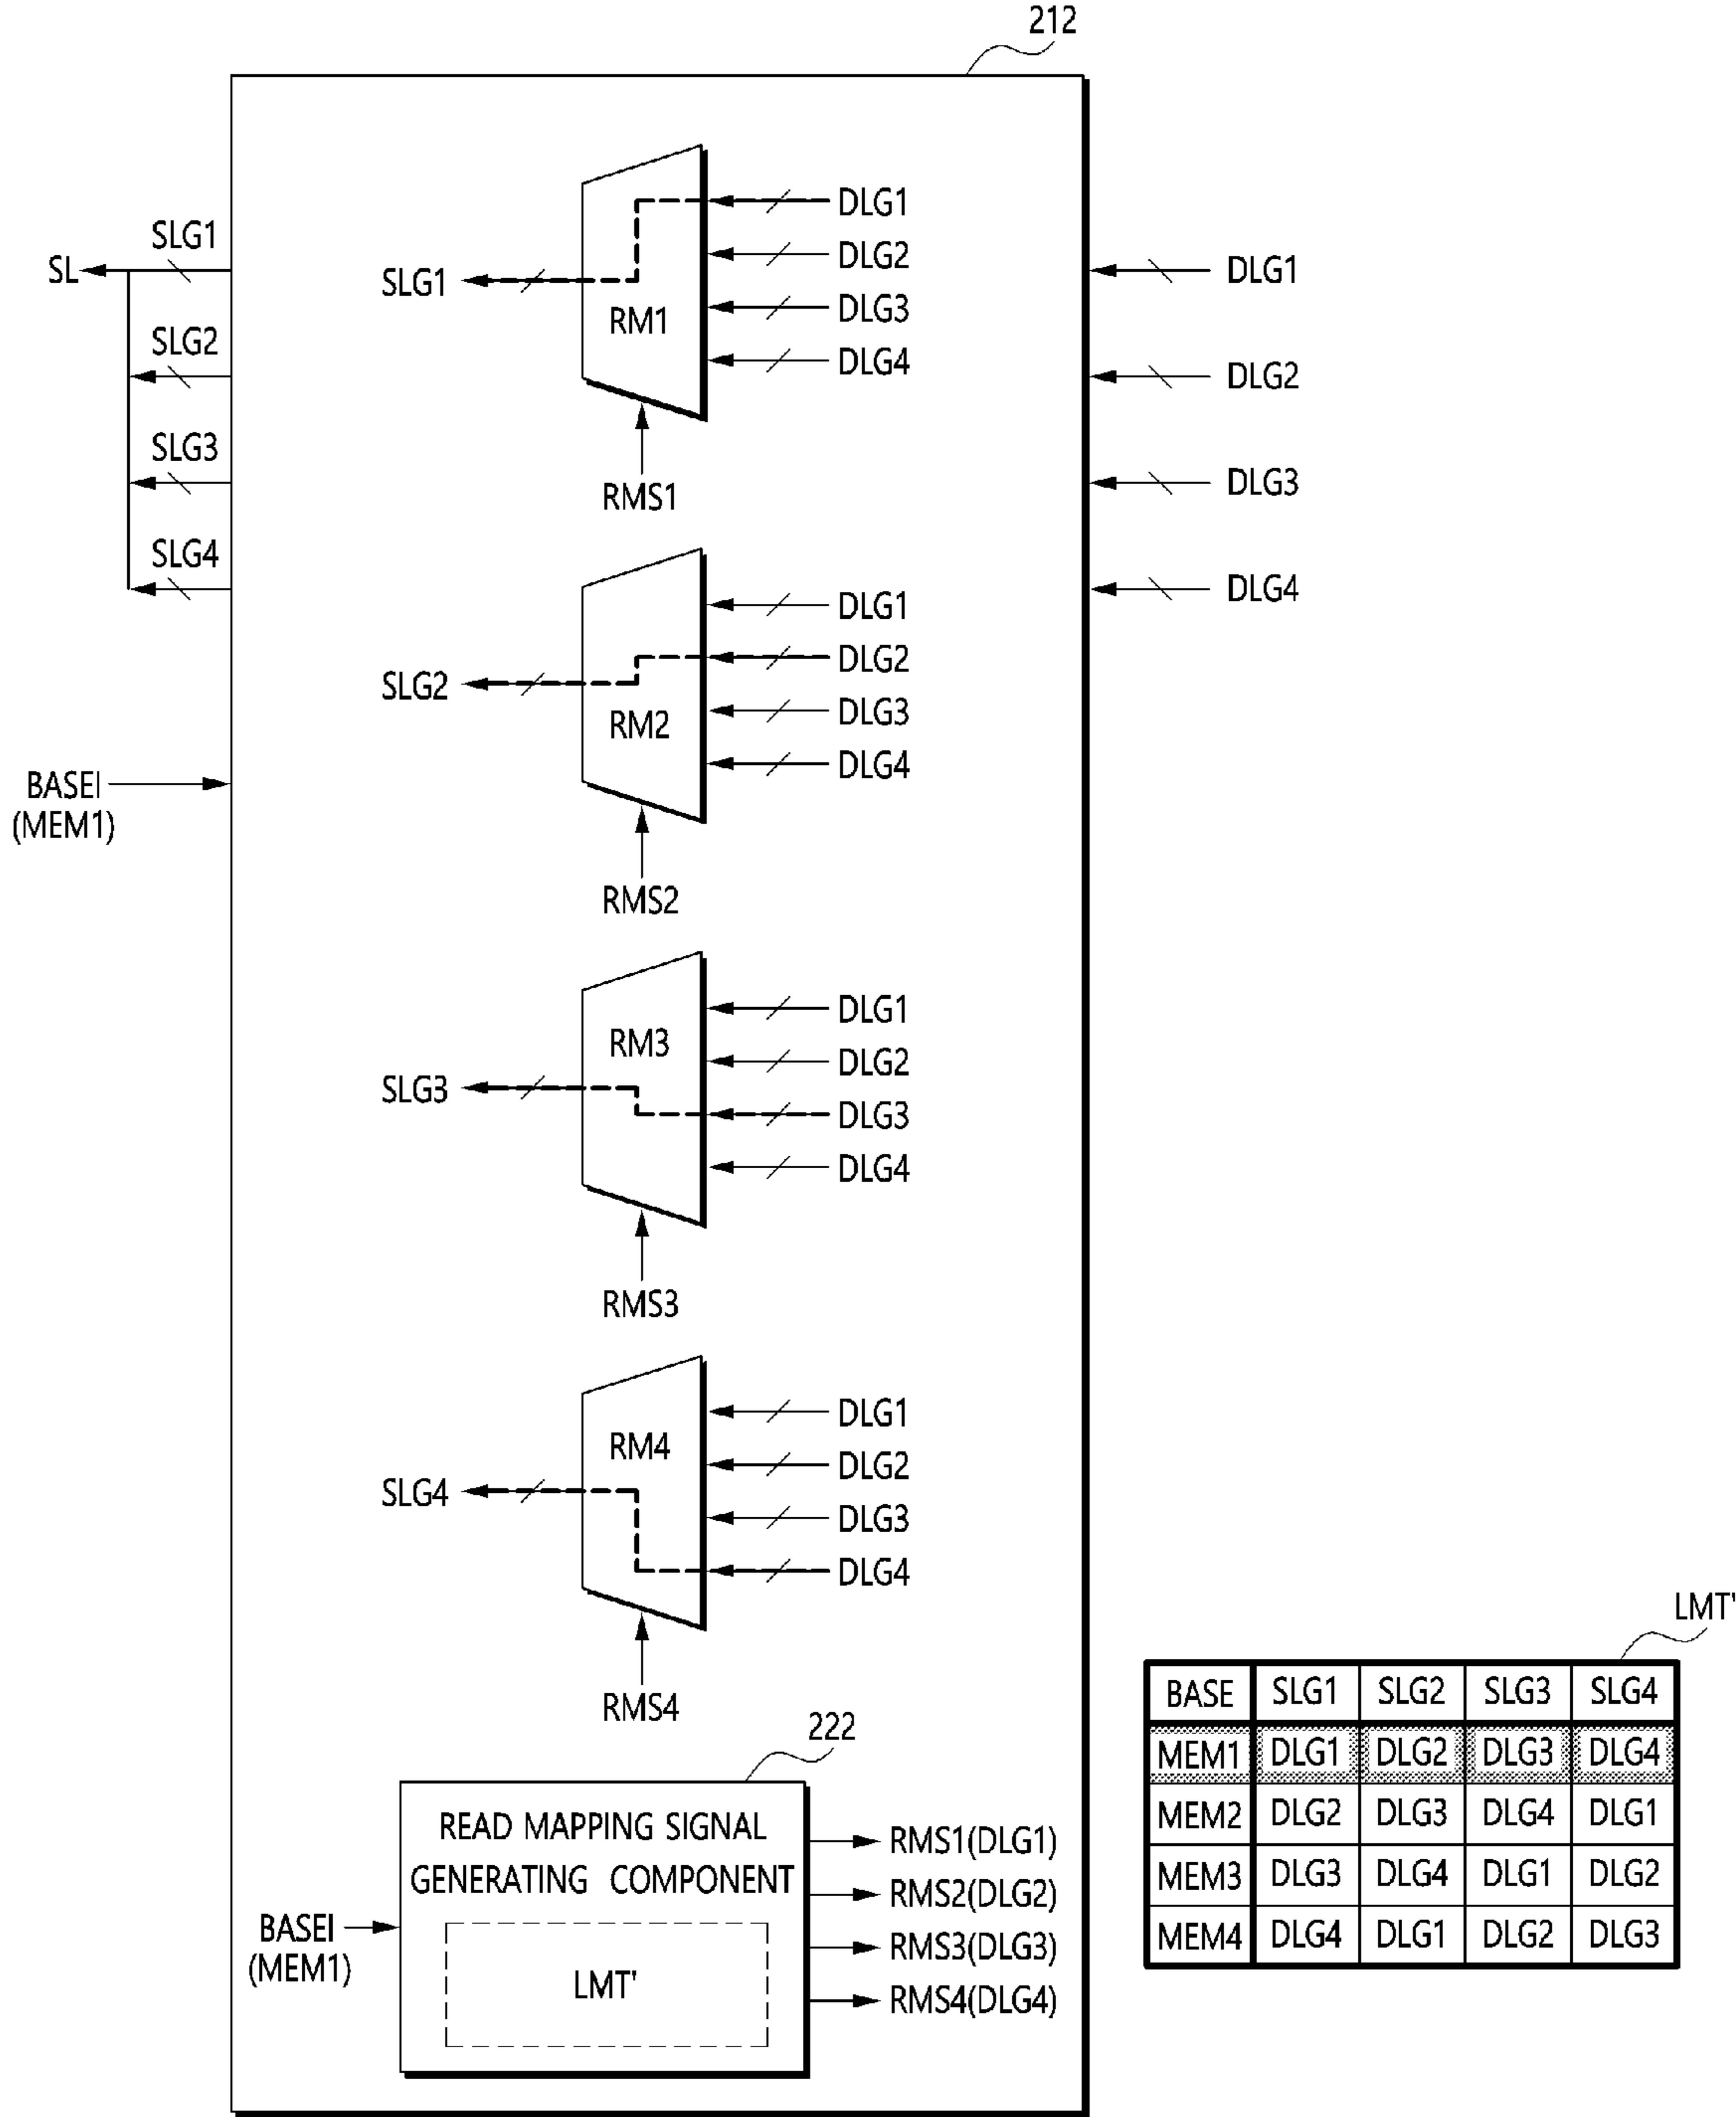 212
SL
SLG1
SLG2
SLG3
SLG4
BASEI
(MEM1)
SLG1
RM1
DLG1
DLG2
DLG3
DLG4
RMS1
SLG2
RM2
DLG1
DLG2
DLG3
DLG4
RMS2
SLG3
RM3
DLG1
DLG2
DLG3
DLG4
RMS3
SLG4
RM4
DLG1
DLG2
DLG3
DLG4
RMS4
DLG1
DLG2
DLG3
DLG4
222
READ MAPPING SIGNAL
GENERATING COMPONENT
LMT'
BASEI
(MEM1)
RMS1(DLG1)
RMS2(DLG2)
RMS3(DLG3)
RMS4(DLG4)
LMT'
BASE SLG1 SLG2 SLG3 SLG4
MEM1 DLG1 DLG2 DLG3 DLG4
MEM2 DLG2 DLG3 DLG4 DLG1
MEM3 DLG3 DLG4 DLG1 DLG2
MEM4 DLG4 DLG1 DLG2 DLG3